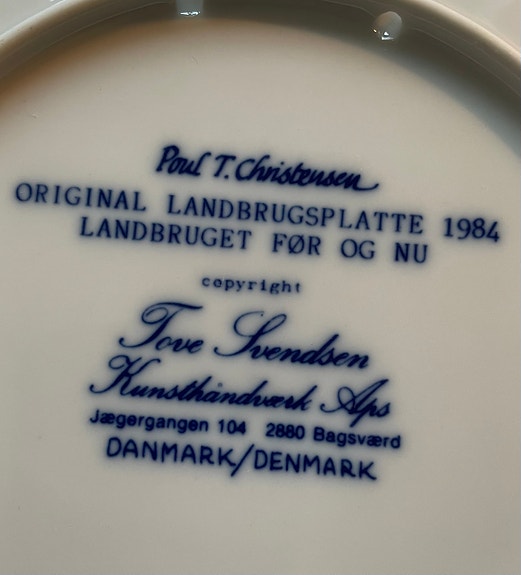 Poul T. Christensen
ORIGINAL LANDBRUGSPLATTE 1984
LANDBRUGET FØR OG NU
copyright
Tove Svendsen
Kunsthåndværk Aps
Jægergangen 104 2880 Bagsværd
DANMARK/DENMARK